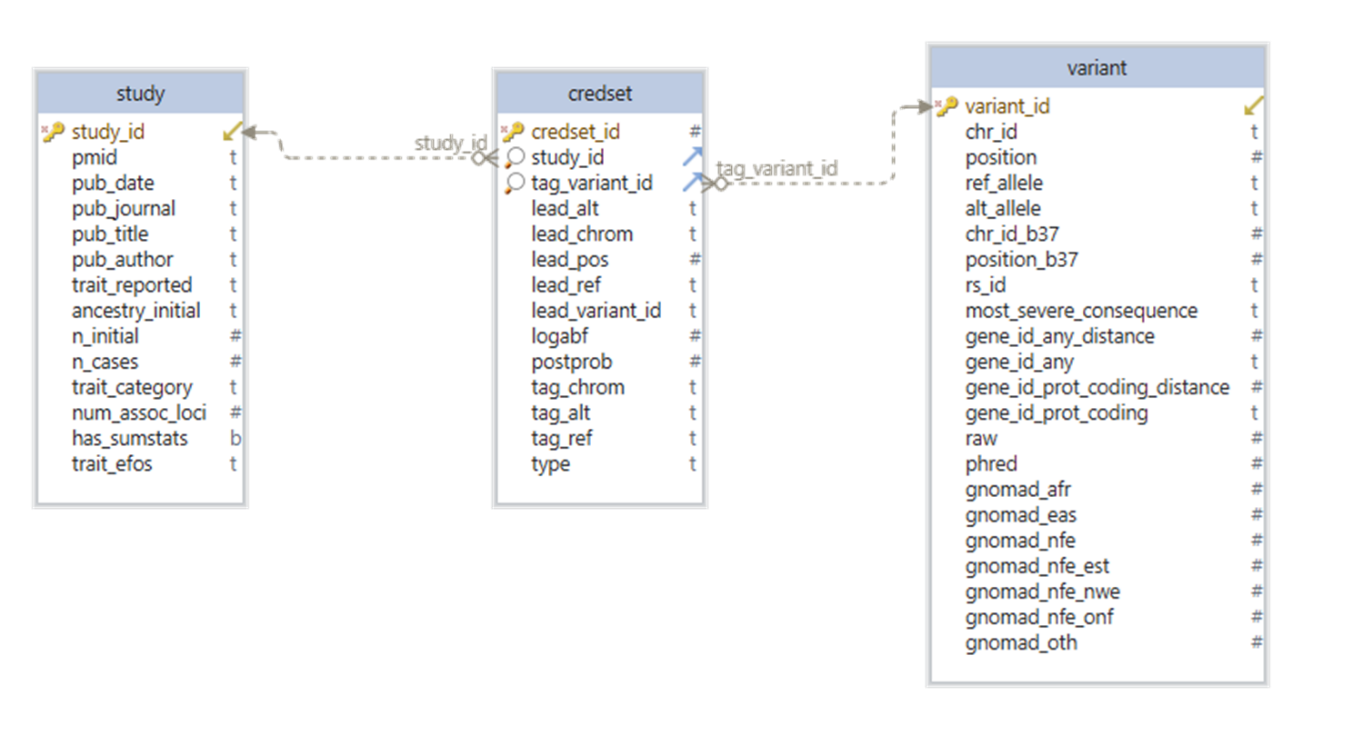 study
study_id
pmid t
pub_date t
pub_journal t
pub_title t
pub_author t
trait_reported t
ancestry_initial t
n_initial #
n_cases #
trait_category t
num_assoc_loci #
has_sumstats b
trait_efos t
study_id
credset
credset_id #
study_id
tag_variant_id
lead_alt t
lead_chrom t
lead_pos #
lead_ref t
lead_variant_id t
logabf #
postprob #
tag_chrom t
tag_alt t
tag_ref t
type t
tag_variant_id
variant
variant_id
chr_id t
position #
ref_allele t
alt_allele t
chr_id_b37 #
position_b37 #
rs_id t
most_severe_consequence t
gene_id_any_distance #
gene_id_any t
gene_id_prot_coding_distance #
gene_id_prot_coding t
raw #
phred #
gnomad_afr #
gnomad_eas #
gnomad_nfe #
gnomad_nfe_est #
gnomad_nfe_nwe #
gnomad_nfe_onf #
gnomad_oth #